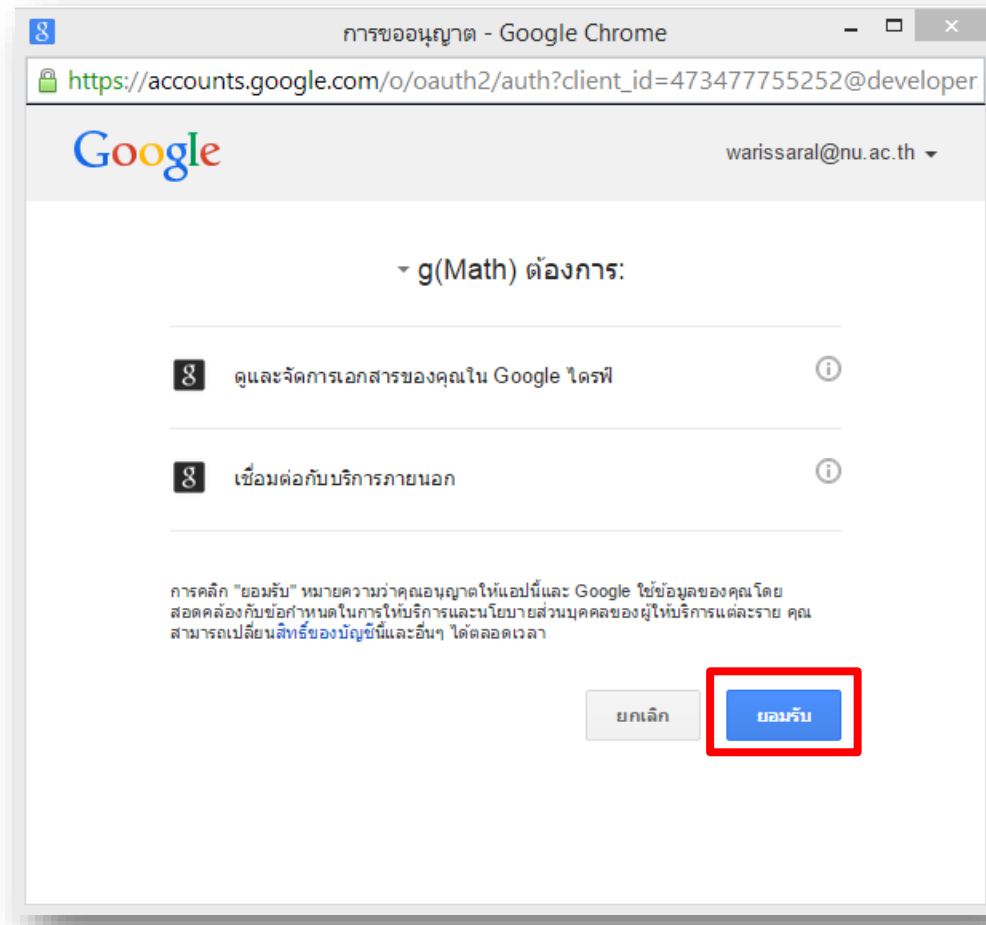 8 การขออนุญาต - Google Chrome
https://accounts.google.com/o/oauth2/auth?client_id=473477755252@developer
Google warissaral@nu.ac.th
g(Math) ต้องการ:
8 ดูและจัดการเอกสารของคุณใน Google ไดรฟ์
8 เชื่อมต่อกับบริการภายนอก
การคลิก "ยอมรับ" หมายความว่าคุณอนุญาตให้แอปนี้และ Google ใช้ข้อมูลของคุณโดย
สอดคล้องกับข้อกำหนดในการให้บริการและนโยบายส่วนบุคคลของผู้ให้บริการแต่ละราย คุณ
สามารถเปลี่ยนสิทธิ์ของบัญชีนี้และอื่นๆ ได้ตลอดเวลา
ยกเลิก ยอมรับ